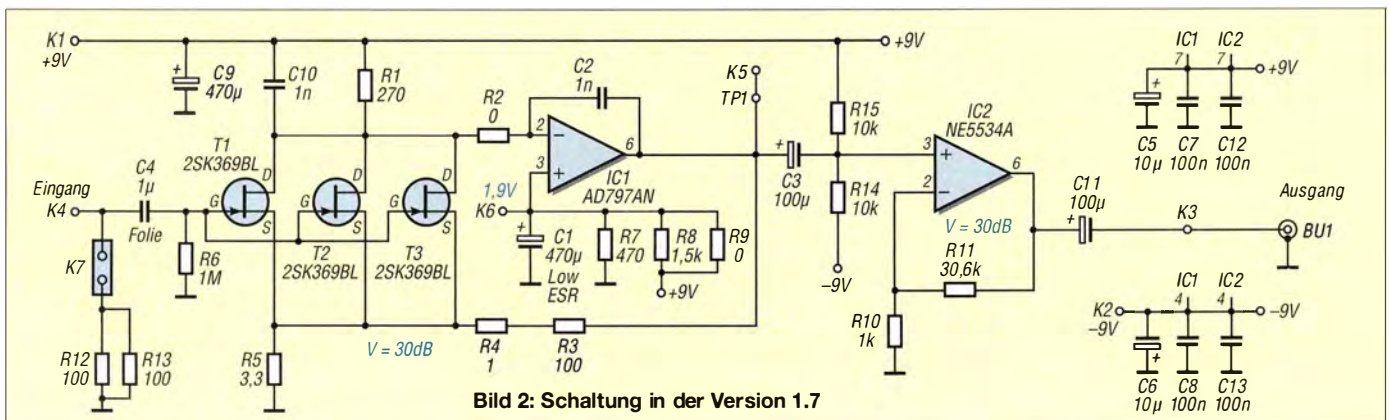 K1
+9V
C9
470µ
C10
1n
R1
270
C2
1n
R2
0
2
3
6
IC1
AD797AN
K5
TP1
+9V
R15
10k
IC2
NE5534A
3
2
6
V = 30dB
IC1
7
IC2
7
+9V
C5
10µ
C7
100n
C12
100n
T1
2SK369BL
Eingang
K4
C4
1µ
Folie
G
D
S
G
D
S
G
D
S
K7
R6
1M
T2
2SK369BL
T3
2SK369BL
1,9V
K6
C1
470µ
Low
ESR
R7
470
R8
1,5k
R9
0
+9V
C3
100µ
R14
10k
-9V
R11
30,6k
C11
100µ
K3
Ausgang
BU1
R12
100
R13
100
R5
3,3
V = 30dB
R4
1
R3
100
R10
1k
K2
-9V
IC1
4
IC2
4
-9V
C6
10µ
C8
100n
C13
100n
Bild 2: Schaltung in der Version 1.7